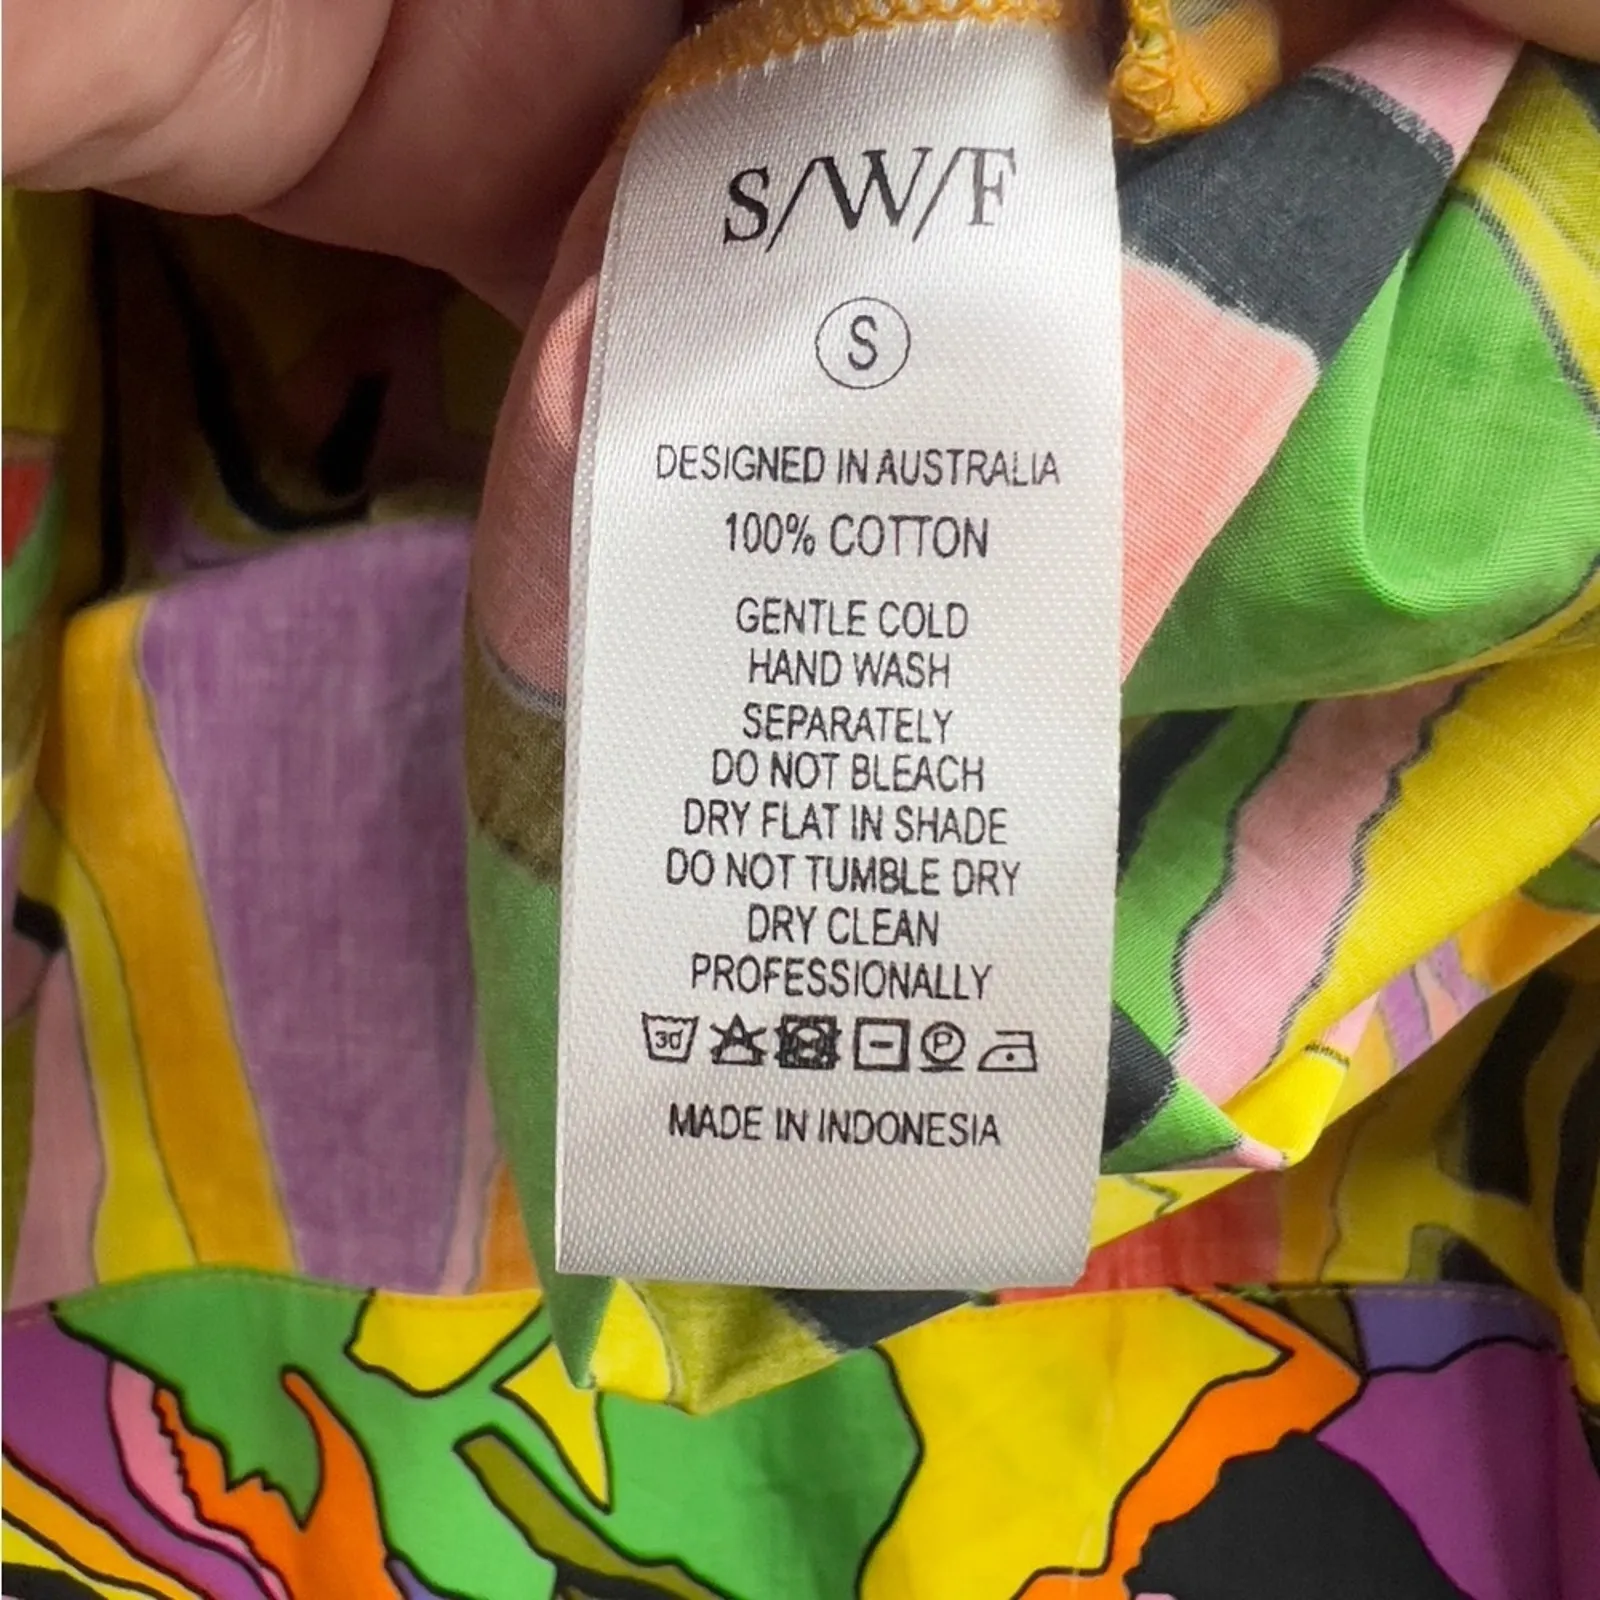 S/W/F
S
DESIGNED IN AUSTRALIA
100% COTTON
GENTLE COLD
HAND WASH
SEPARATELY
DO NOT BLEACH
DRY FLAT IN SHADE
DO NOT TUMBLE DRY
DRY CLEAN
PROFESSIONALLY
30 P
MADE IN INDONESIA